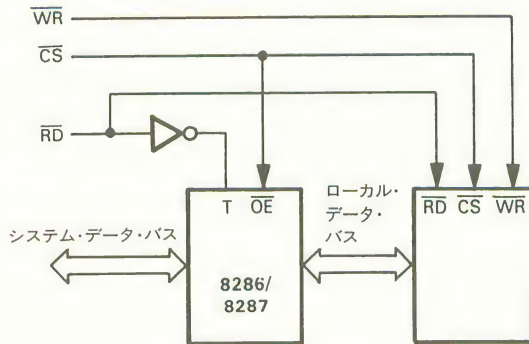 WR
CS
RD
T OE
ローカル・
データ・
バス
RD CS WR
システム・データ・バス
8286/
8287